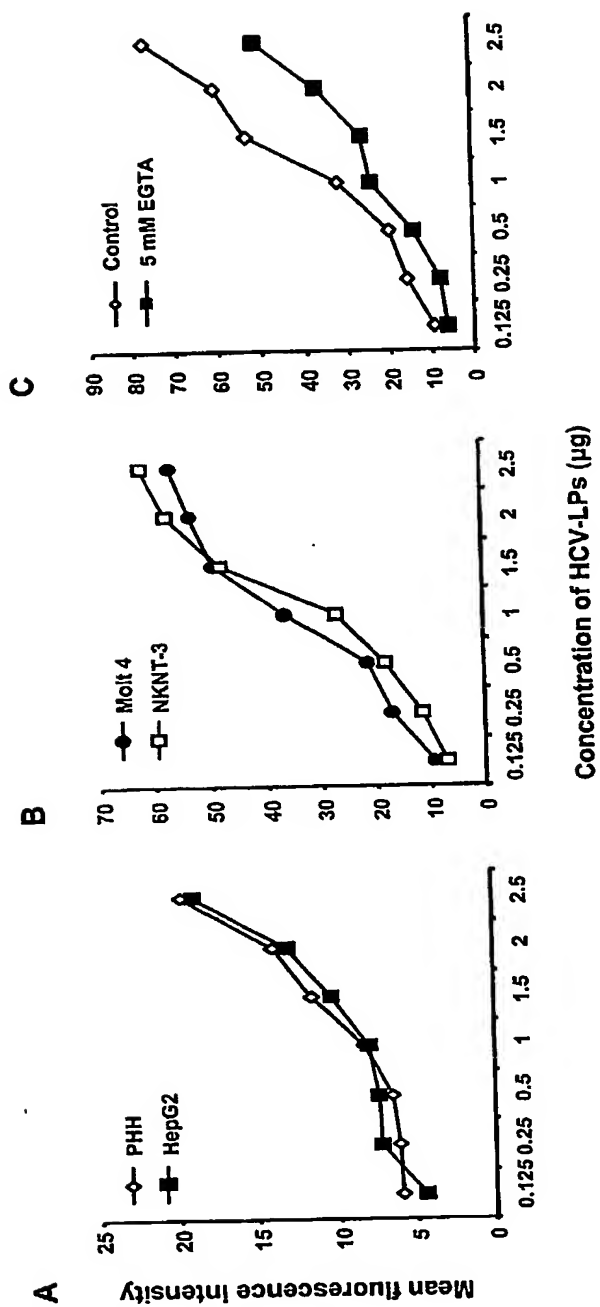 A
Mean fluorescence intensity
25
20
15
10
5
0
PHH
HepG2
0.125 0.25 0.5 1 1.5 2 2.5
B
70
60
50
40
30
20
10
0
Molt 4
NKNT-3
0.125 0.25 0.5 1 1.5 2 2.5
Concentration of HCV-LPs (µg)
C
90
80
70
60
50
40
30
20
10
0
Control
5 mM EGTA
0.125 0.25 0.5 1 1.5 2 2.5